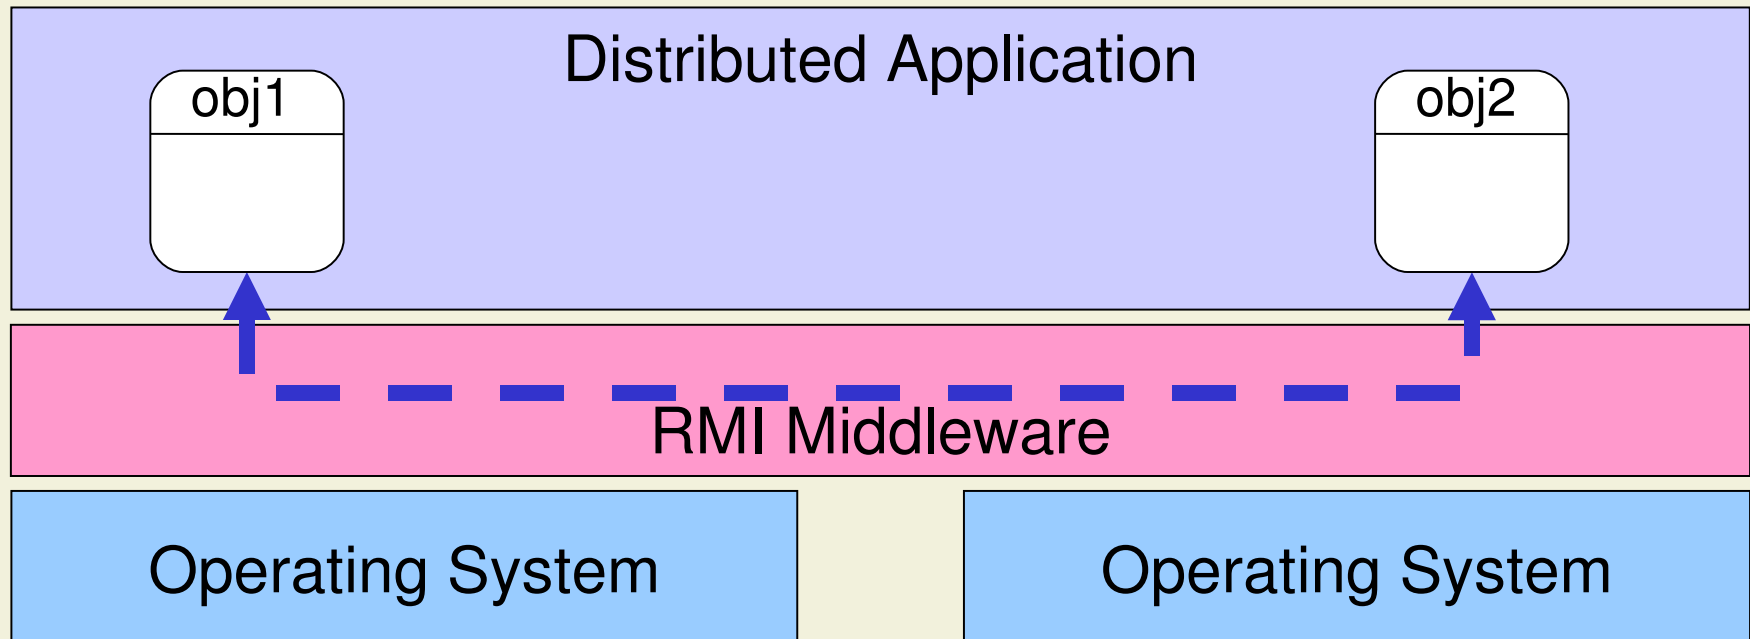 Distributed Application
obj1
obj2
RMI Middleware
Operating System
Operating System